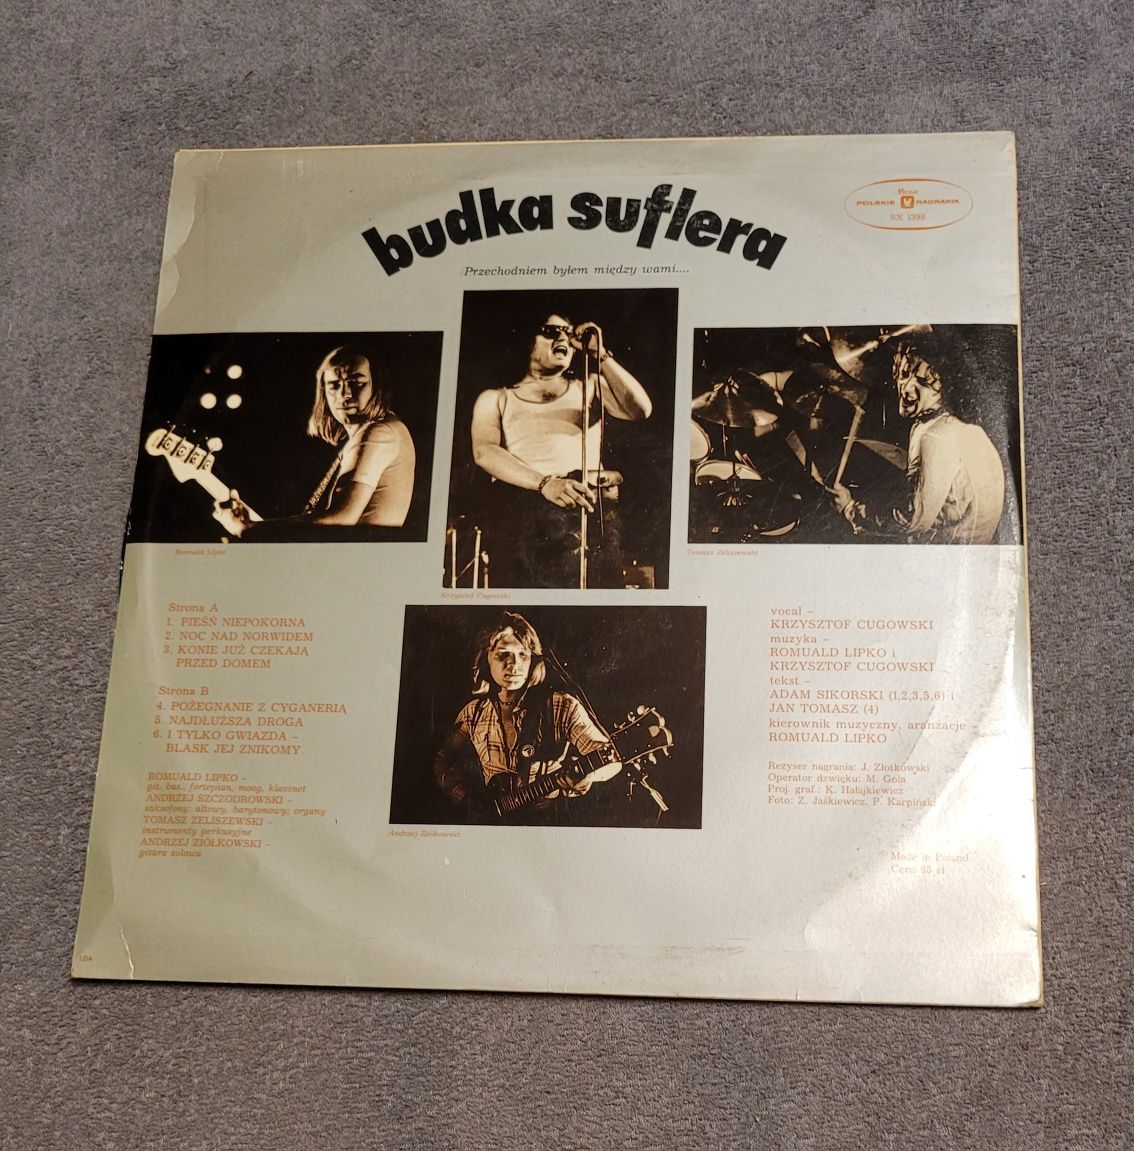 budka suflera
Przechodniem byłem między wami....
Muza
POLSKIE NAGRANIA
SX 1398
Romuald Lipko
Krzysztof Cugowski
Tomasz Zeliszewski
Strona A
1. PIEŚŃ NIEPOKORNA
2. NOC NAD NORWIDEM
3. KONIE JUŻ CZEKAJĄ
PRZED DOMEM
Strona B
4. POŻEGNANIE Z CYGANERIĄ
5. NAJDŁUŻSZA DROGA
6. I TYLKO GWIAZDA –
BLASK JEJ ZNIKOMY
ROMUALD LIPKO –
git. bas., fortepian, moog, klawinet
ANDRZEJ SZCZODROWSKI –
saksofony: altowy, barytonowy; organy
TOMASZ ZELISZEWSKI –
instrumenty perkusyjne
ANDRZEJ ZIÓŁKOWSKI –
gitara solowa
Andrzej Ziółkowski
vocal –
KRZYSZTOF CUGOWSKI
muzyka –
ROMUALD LIPKO i
KRZYSZTOF CUGOWSKI
tekst –
ADAM SIKORSKI (1,2,3,5,6) i
JAN TOMASZ (4)
kierownik muzyczny, aranżacje –
ROMUALD LIPKO
Reżyser nagrania: J. Złotkowski
Operator dźwięku: M. Gola
Proj. graf.: K. Hałajkiewicz
Foto: Z. Jaśkiewicz, P. Karpiński
Made in Poland
Cena 65 zł
LDA